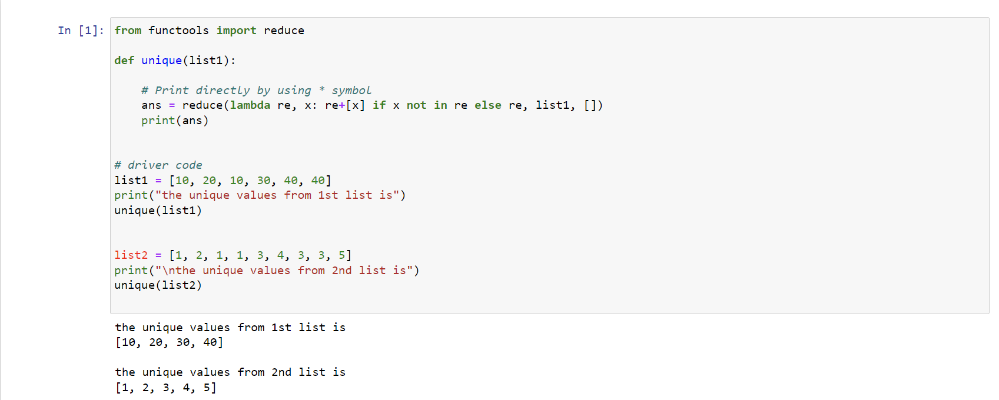 In [1]: from functools import reduce
def unique(list1):
    # Print directly by using * symbol
    ans = reduce(lambda re, x: re+[x] if x not in re else re, list1, [])
    print(ans)
# driver code
list1 = [10, 20, 10, 30, 40, 40]
print("the unique values from 1st list is")
unique(list1)
list2 = [1, 2, 1, 1, 3, 4, 3, 3, 5]
print("\nthe unique values from 2nd list is")
unique(list2)
the unique values from 1st list is
[10, 20, 30, 40]
the unique values from 2nd list is
[1, 2, 3, 4, 5]